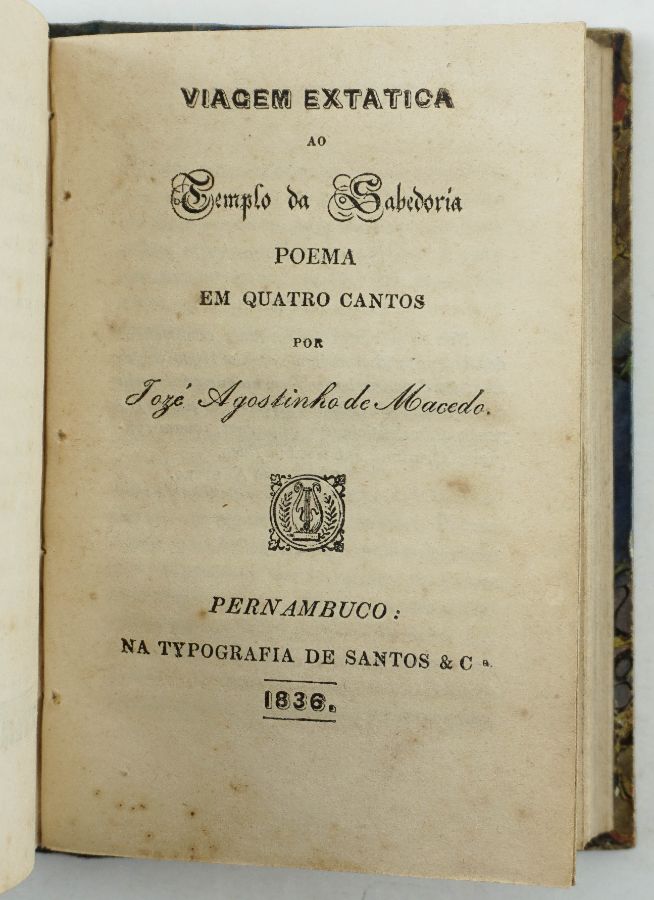 VIAGEM EXTATICA
AO
Templo da Sabedoria
POEMA
EM QUATRO CANTOS
POR
Jozé Agostinho de Macedo.
PERNAMBUCO:
NA TYPOGRAFIA DE SANTOS & Cª.
1836.